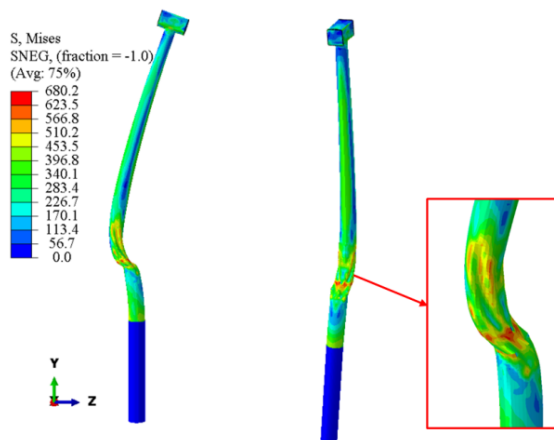 S, Mises
SNEG, (fraction = -1.0)
(Avg: 75%)
680.2
623.5
566.8
510.2
453.5
396.8
340.1
283.4
226.7
170.1
113.4
56.7
0.0
Y
Z